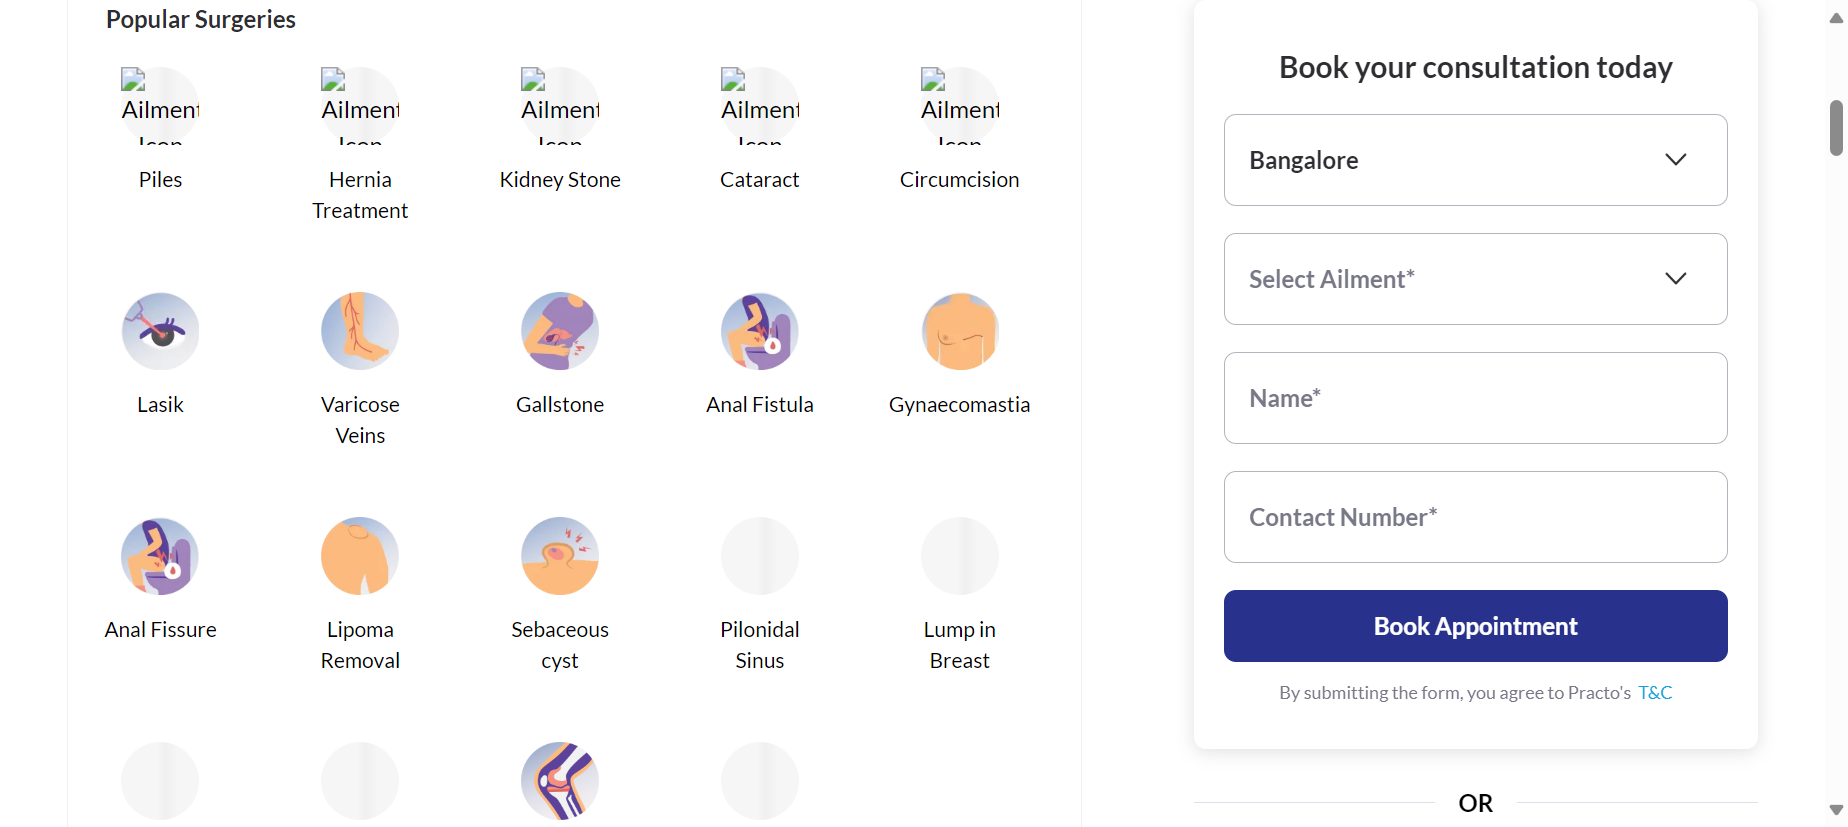 Popular Surgeries
Ailment
Icon
Ailment
Icon
Ailment
Icon
Ailment
Icon
Ailment
Icon
Piles
Hernia
Treatment
Kidney Stone
Cataract
Circumcision
Lasik
Varicose
Veins
Gallstone
Anal Fistula
Gynaecomastia
Anal Fissure
Lipoma
Removal
Sebaceous
cyst
Pilonidal
Sinus
Lump in
Breast
Book your consultation today
Bangalore
Select Ailment*
Name*
Contact Number*
Book Appointment
By submitting the form, you agree to Practo's T&C
OR